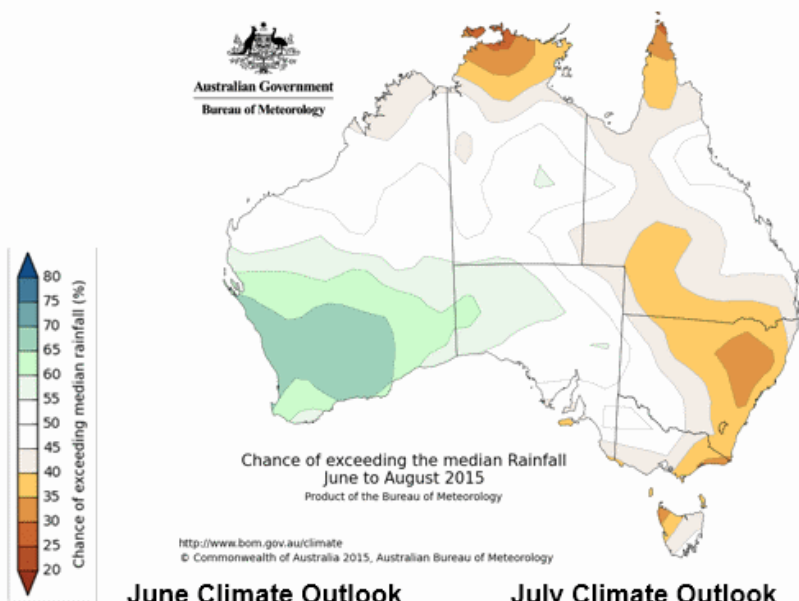 Australian Government
Bureau of Meteorology
80
75
70
65
60
55
50
45
40
35
30
25
20
Chance of exceeding median rainfall (%)
Chance of exceeding the median Rainfall
June to August 2015
Product of the Bureau of Meteorology
http://www.bom.gov.au/climate
© Commonwealth of Australia 2015, Australian Bureau of Meteorology
June Climate Outlook
July Climate Outlook